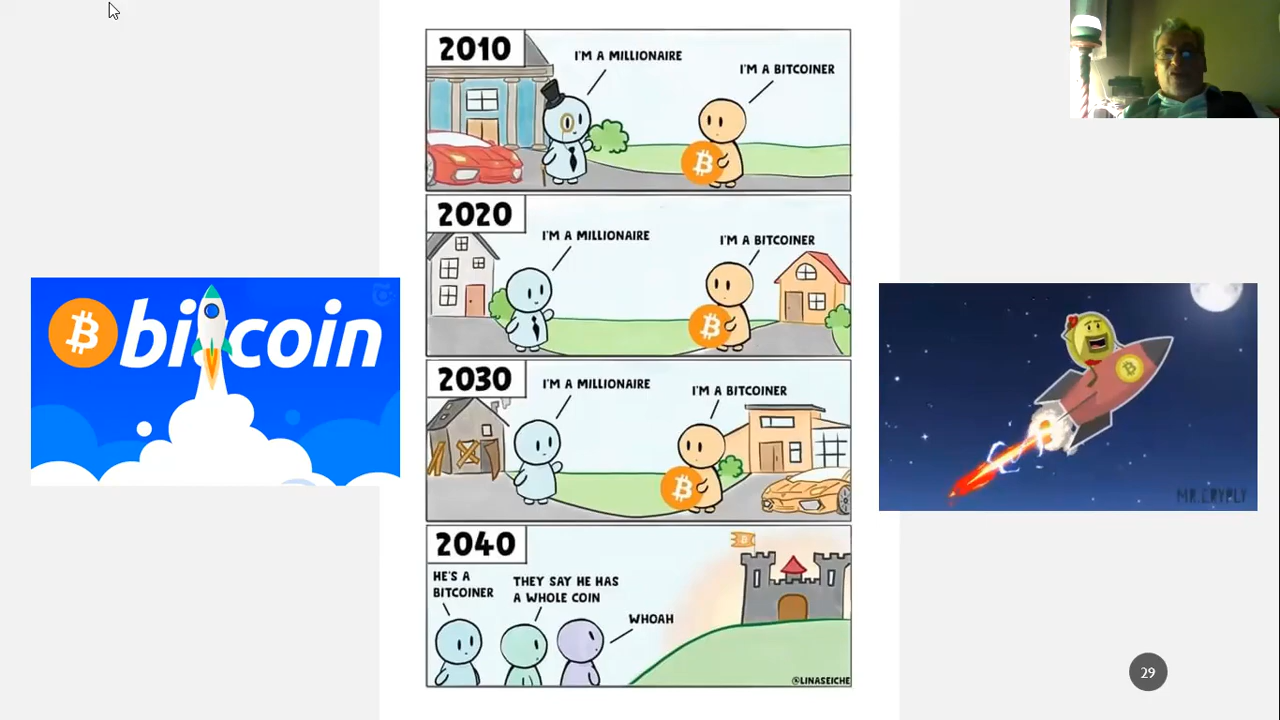 2010
I'M A MILLIONAIRE
I'M A BITCOINER
2020
I'M A MILLIONAIRE
I'M A BITCOINER
2030
I'M A MILLIONAIRE
I'M A BITCOINER
2040
HE'S A
BITCOINER
THEY SAY HE HAS
A WHOLE COIN
WHOAH
@LINASEICHE
bitcoin
MR.CRYPLY
29